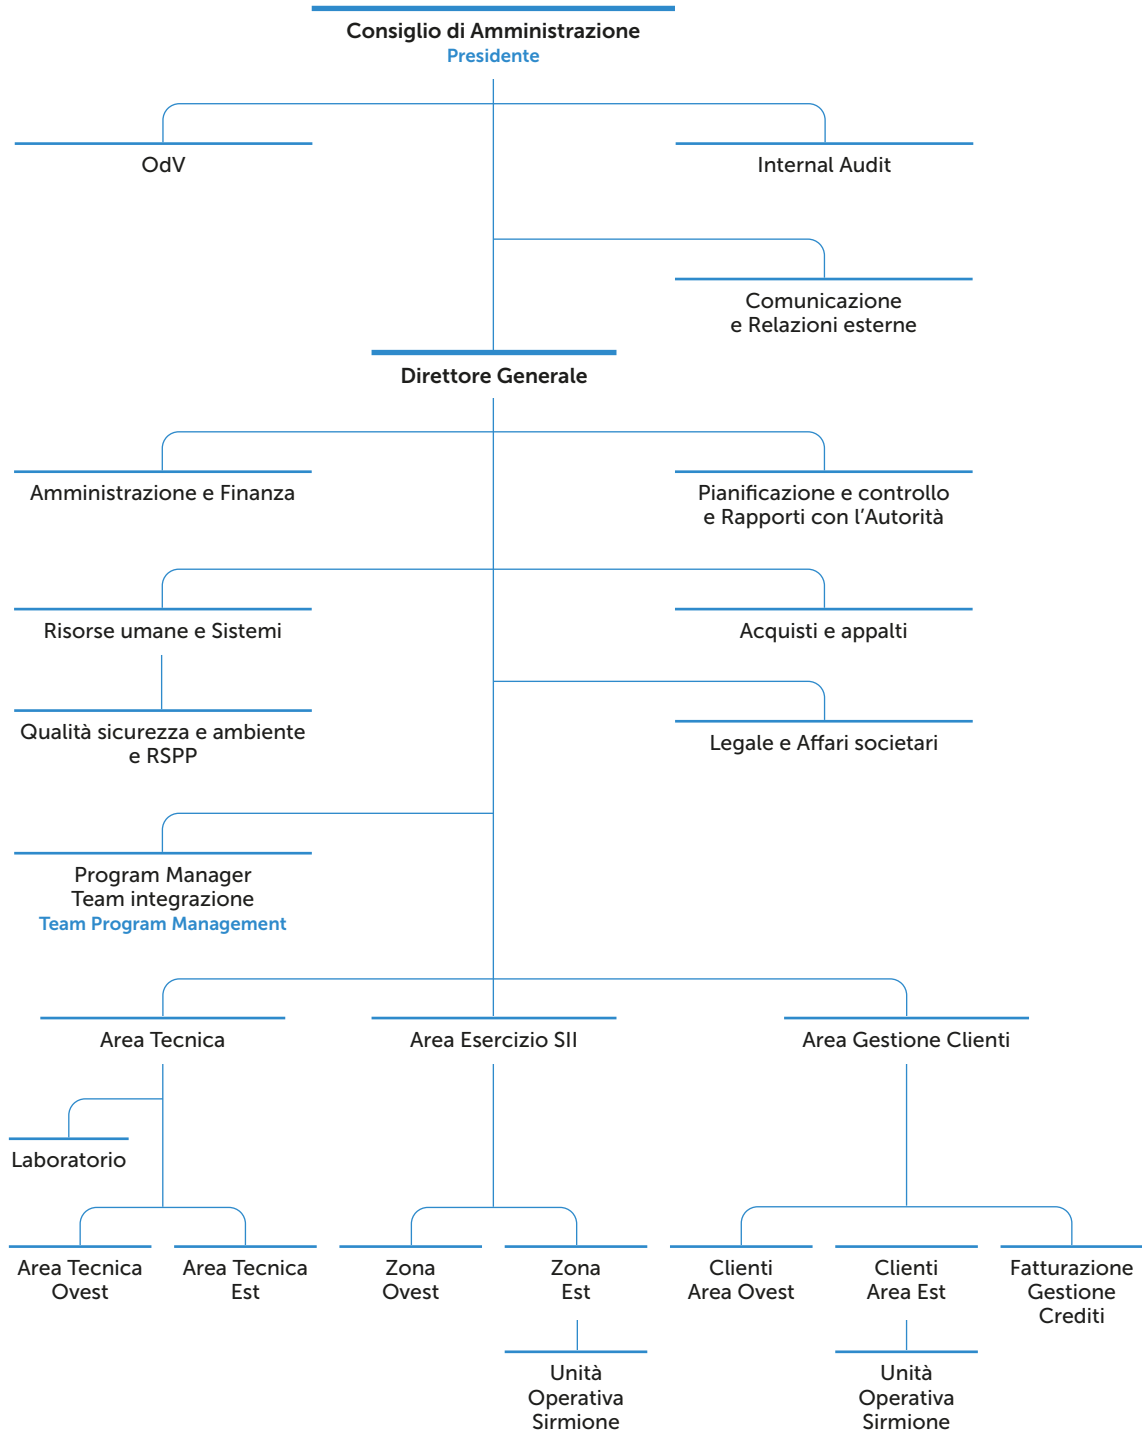 Consiglio di Amministrazione
Presidente
OdV
Internal Audit
Comunicazione
e Relazioni esterne
Direttore Generale
Amministrazione e Finanza
Pianificazione e controllo
e Rapporti con l'Autorità
Risorse umane e Sistemi
Acquisti e appalti
Qualità sicurezza e ambiente
e RSPP
Legale e Affari societari
Program Manager
Team integrazione
Team Program Management
Area Tecnica
Area Esercizio SII
Area Gestione Clienti
Laboratorio
Area Tecnica
Ovest
Area Tecnica
Est
Zona
Ovest
Zona
Est
Clienti
Area Ovest
Clienti
Area Est
Fatturazione
Gestione
Crediti
Unità
Operativa
Sirmione
Unità
Operativa
Sirmione